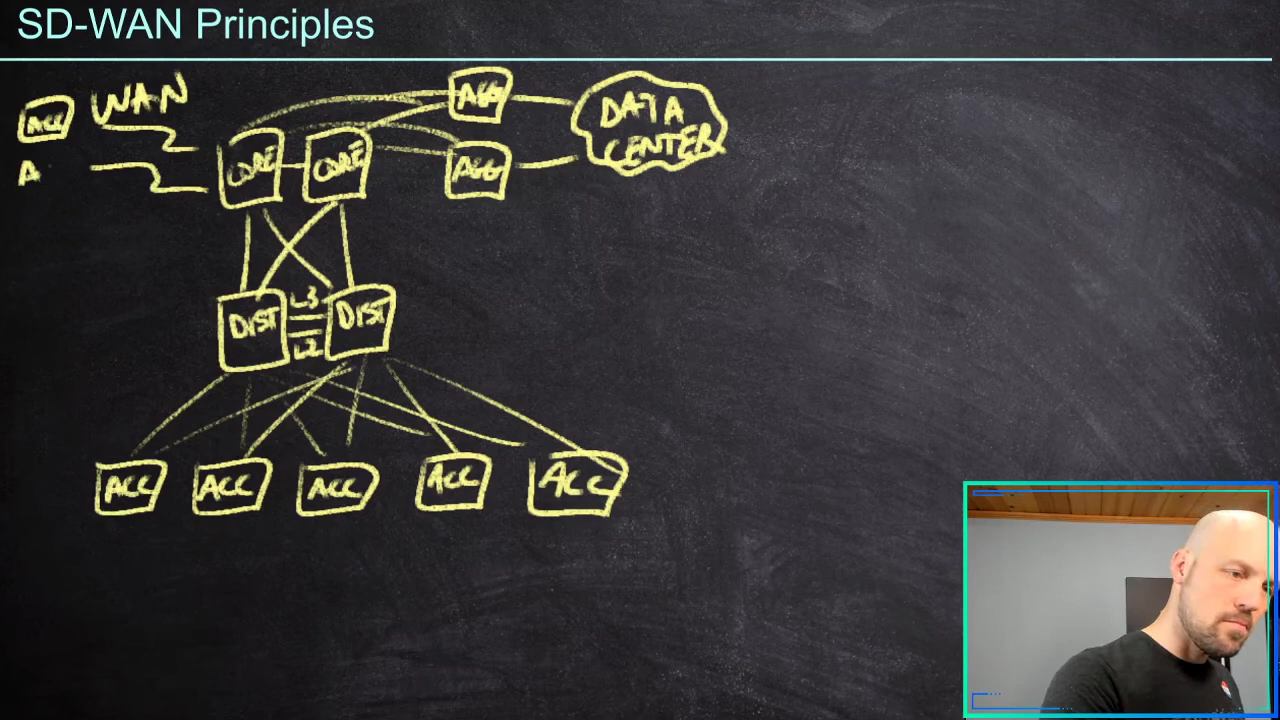 SD-WAN Principles
ACC
WAN
A
CORE
CORE
AGG
AGG
DATA
CENTER
DIST
L3
L2
DIST
ACC
ACC
ACC
ACC
ACC